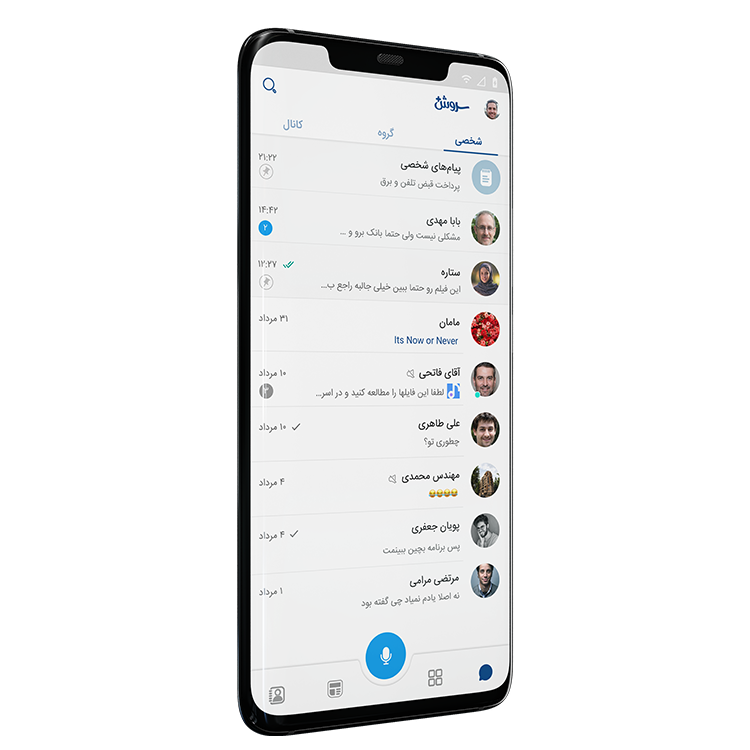 سروش+
شخصی
گروه
کانال
پیام‌های شخصی
۲۱:۲۲
پرداخت قبض تلفن و برق
بابا مهدی
۱۴:۴۲
مشکلی نیست ولی حتما بانک برو و ...
۲
ستاره
۱۲:۲۷
این فیلم رو حتما ببین خیلی جالبه راجع ب...
مامان
۳۱ مرداد
Its Now or Never
آقای فاتحی
۱۰ مرداد
لطفا این فایلها را مطالعه کنید و در اسر...
۱۲
علی طاهری
۱۰ مرداد
چطوری تو؟
مهندس محمدی
۴ مرداد
😂😂😂😂
پویان جعفری
۴ مرداد
پس برنامه بچین ببینمت
مرتضی مرامی
۱ مرداد
نه اصلا یادم نمیاد چی گفته بود